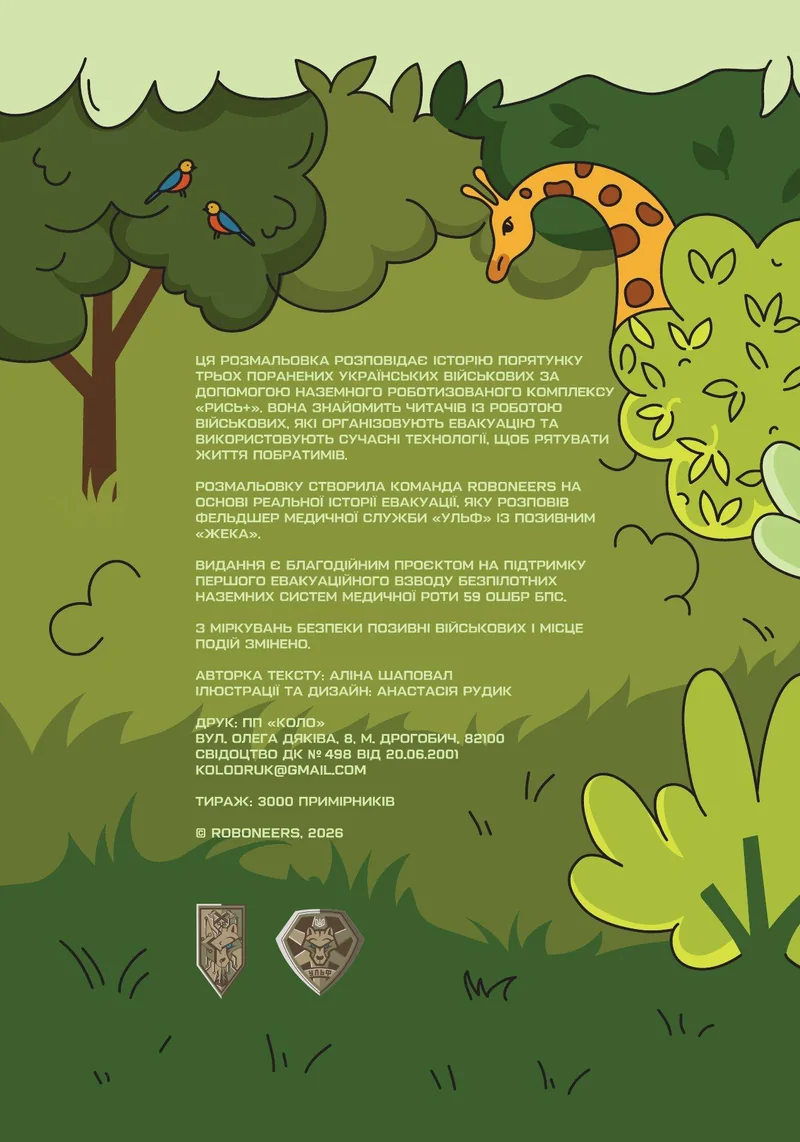 ЦЯ РОЗМАЛЬОВКА РОЗПОВІДАЄ ІСТОРІЮ ПОРЯТУНКУ
ТРЬОХ ПОРАНЕНИХ УКРАЇНСЬКИХ ВІЙСЬКОВИХ ЗА
ДОПОМОГОЮ НАЗЕМНОГО РОБОТИЗОВАНОГО КОМПЛЕКСУ
«РИСЬ+». ВОНА ЗНАЙОМИТЬ ЧИТАЧІВ ІЗ РОБОТОЮ
ВІЙСЬКОВИХ, ЯКІ ОРГАНІЗОВУЮТЬ ЕВАКУАЦІЮ ТА
ВИКОРИСТОВУЮТЬ СУЧАСНІ ТЕХНОЛОГІЇ, ЩОБ РЯТУВАТИ
ЖИТТЯ ПОБРАТИМІВ.
РОЗМАЛЬОВКУ СТВОРИЛА КОМАНДА ROBONEERS НА
ОСНОВІ РЕАЛЬНОЇ ІСТОРІЇ ЕВАКУАЦІЇ, ЯКУ РОЗПОВІВ
ФЕЛЬДШЕР МЕДИЧНОЇ СЛУЖБИ «УЛЬФ» ІЗ ПОЗИВНИМ
«ЖЕКА».
ВИДАННЯ Є БЛАГОДІЙНИМ ПРОЄКТОМ НА ПІДТРИМКУ
ПЕРШОГО ЕВАКУАЦІЙНОГО ВЗВОДУ БЕЗПІЛОТНИХ
НАЗЕМНИХ СИСТЕМ МЕДИЧНОЇ РОТИ 59 ОШБР БПС.
З МІРКУВАНЬ БЕЗПЕКИ ПОЗИВНІ ВІЙСЬКОВИХ І МІСЦЕ
ПОДІЙ ЗМІНЕНО.
АВТОРКА ТЕКСТУ: АЛІНА ШАПОВАЛ
ІЛЮСТРАЦІЇ ТА ДИЗАЙН: АНАСТАСІЯ РУДИК
ДРУК: ПП «КОЛО»
ВУЛ. ОЛЕГА ДЯКІВА, 8, М. ДРОГОБИЧ, 82100
СВІДОЦТВО ДК № 498 ВІД 20.06.2001
KOLODRUK@GMAIL.COM
ТИРАЖ: 3000 ПРИМІРНИКІВ
© ROBONEERS, 2026
УЛЬФ